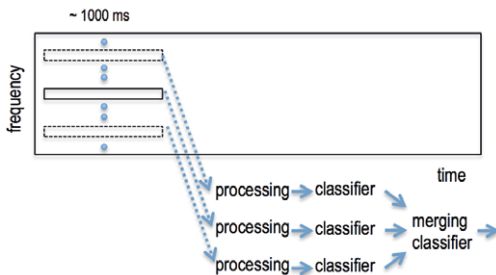 ~ 1000 ms
frequency
time
processing classifier
processing classifier
merging
classifier
processing classifier